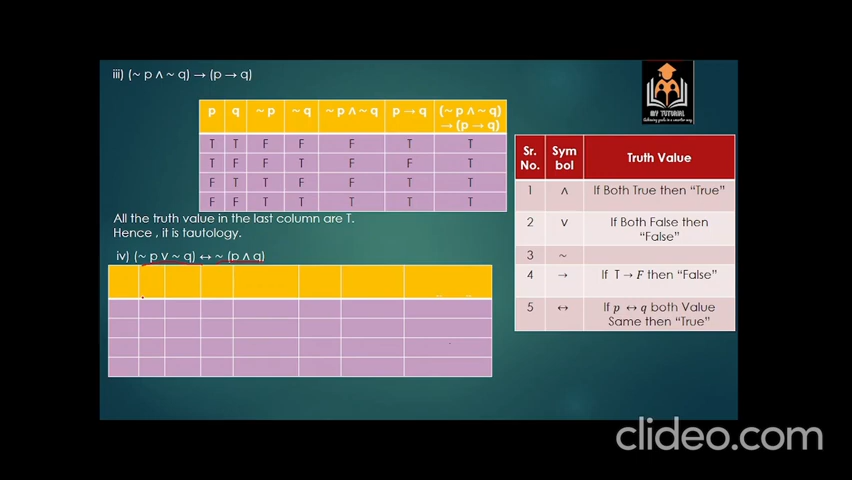 iii) (~ p ∧ ~ q) → (p → q)
p q ~ p ~ q ~ p ∧ ~ q p → q (~ p ∧ ~ q) → (p → q)
T T F F F T T
T F F T F F T
F T T F F T T
F F T T T T T
All the truth value in the last column are T.
Hence , it is tautology.
iv) (~ p ∨ ~ q) ↔ ~ (p ∧ q)
MY TUTORIAL
Sr. No. Sym bol Truth Value
1 ∧ If Both True then “True”
2 ∨ If Both False then “False”
3 ~
4 → If T → F then “False”
5 ↔ If p ↔ q both Value Same then “True”
clideo.com